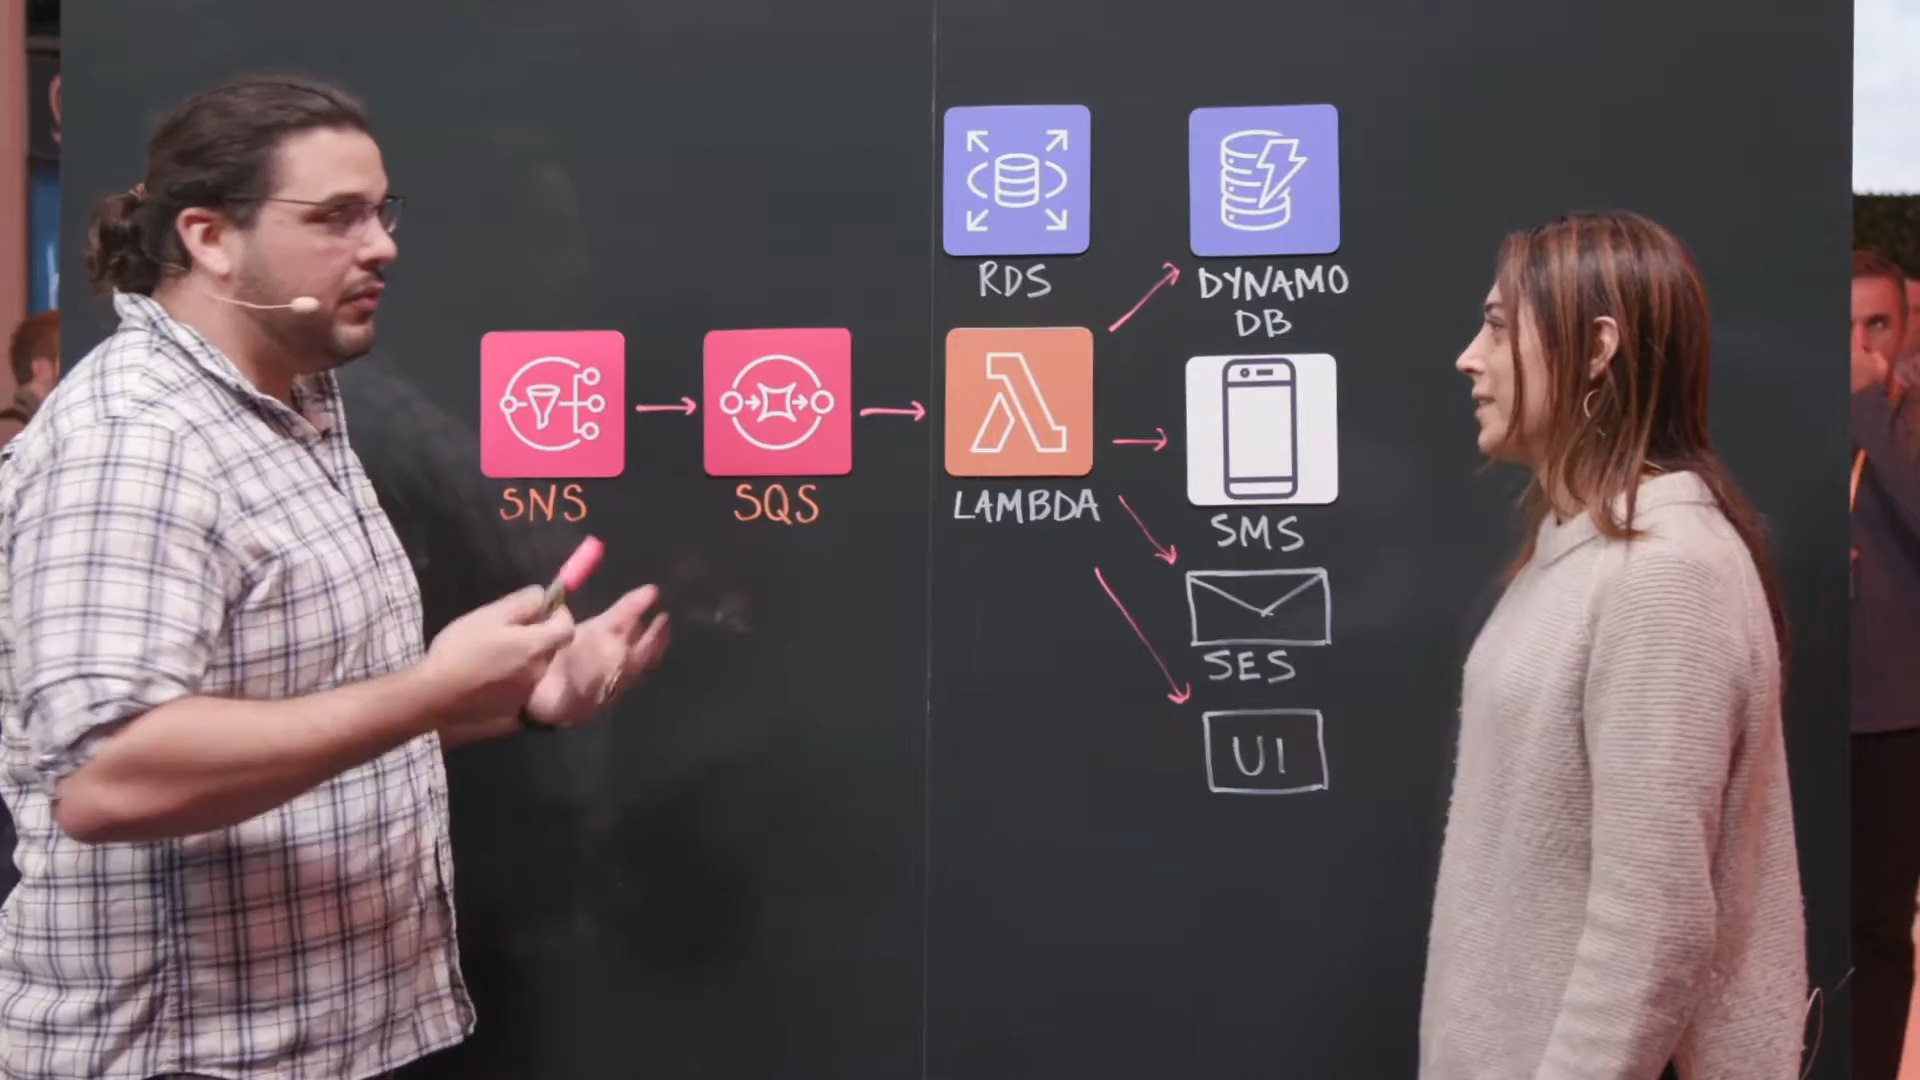 RDS
DYNAMO
DB
SNS
SQS
LAMBDA
SMS
SES
UI